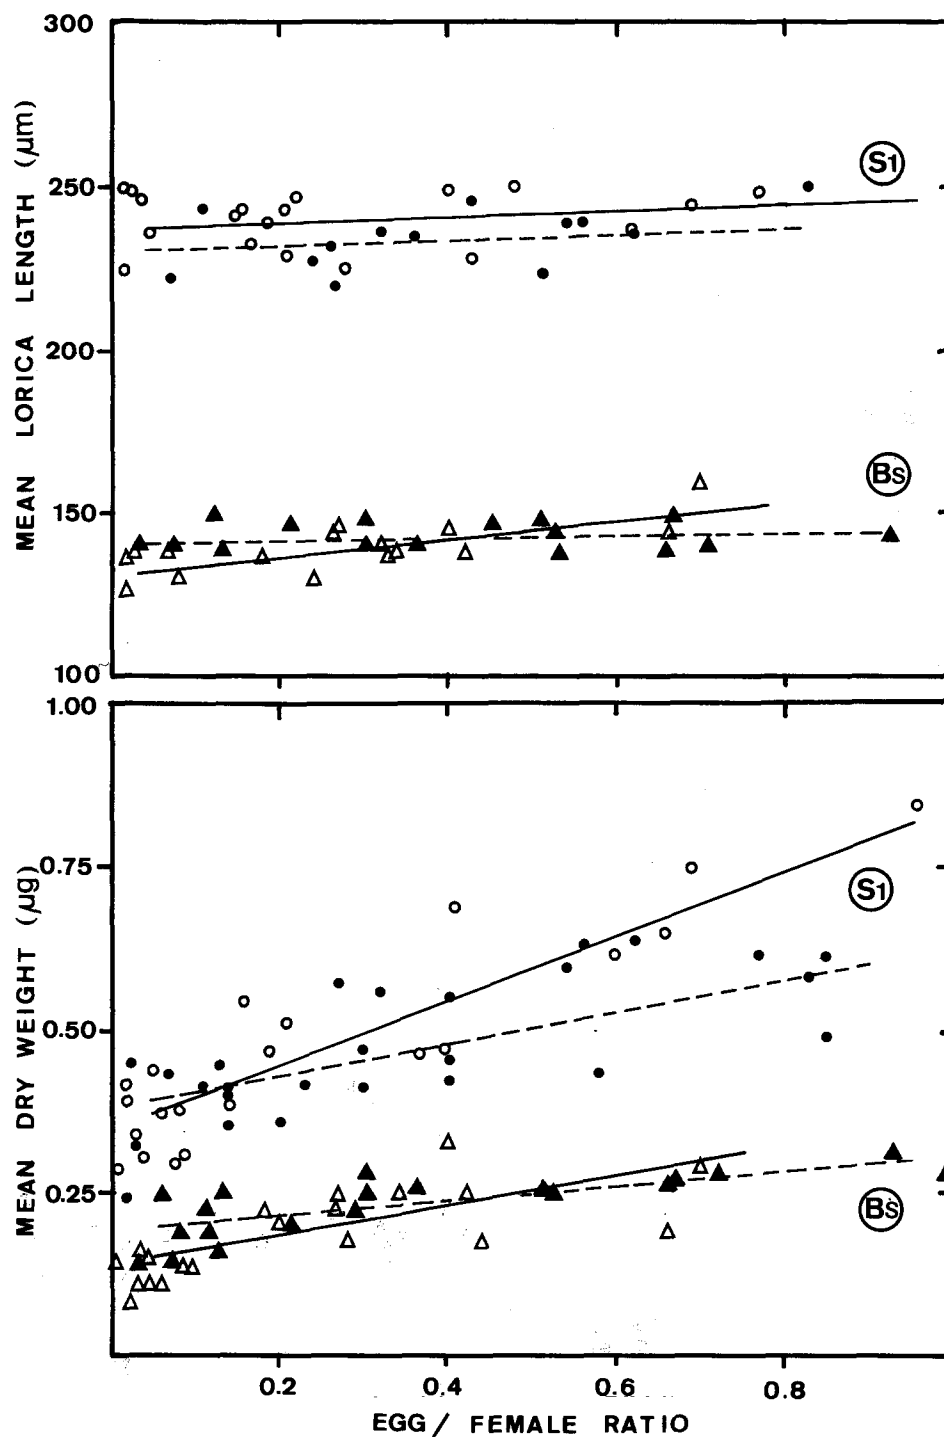 300
250
200
150
100
MEAN LORICA LENGTH (µm)
S1
Bs
1.00
0.75
0.50
0.25
MEAN DRY WEIGHT (µg)
S1
Bs
0.2 0.4 0.6 0.8
EGG / FEMALE RATIO